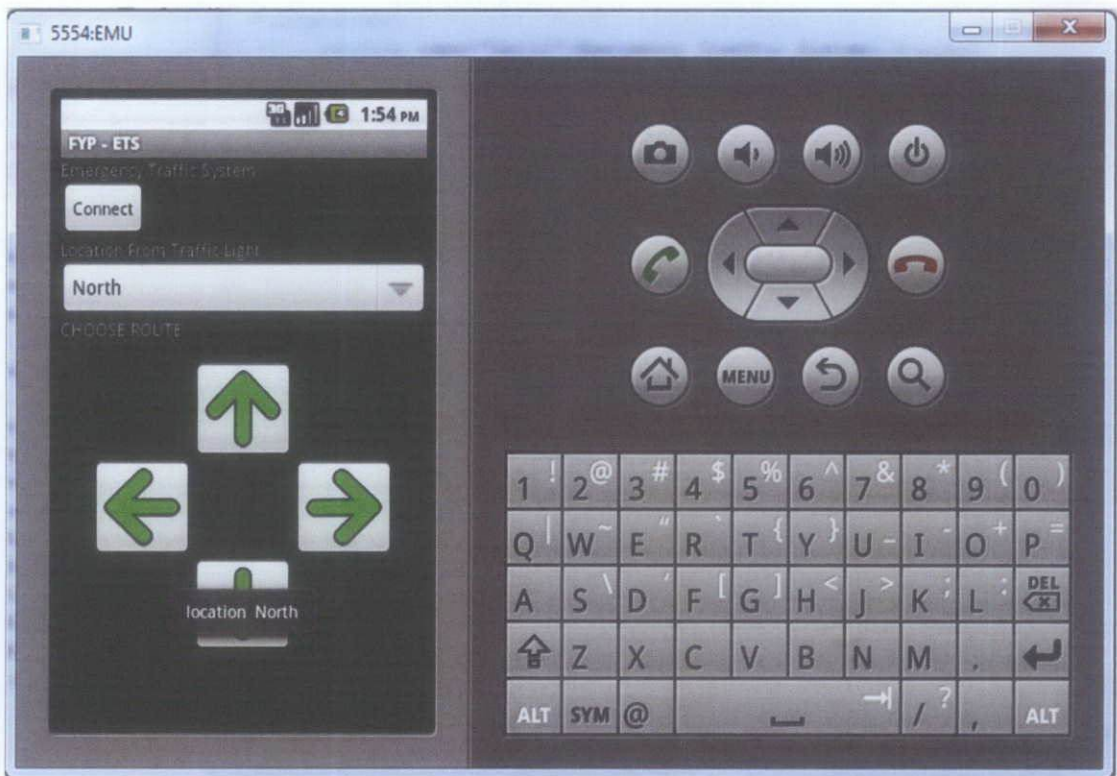 5554:EMU
3G
1:54 PM
FYP - ETS
Emergency Traffic System
Connect
Location From Traffic Light
North
CHOOSE ROUTE
location North
MENU
1 ! 2 @ 3 # 4 $ 5 % 6 ^ 7 & 8 * 9 ( 0 )
Q | W ~ E " R ` T { Y } U _ I - O + P =
A S \ D ' F [ G ] H < J > K ; L : DEL
Z X C V B N M .
ALT SYM @ / ? , ALT